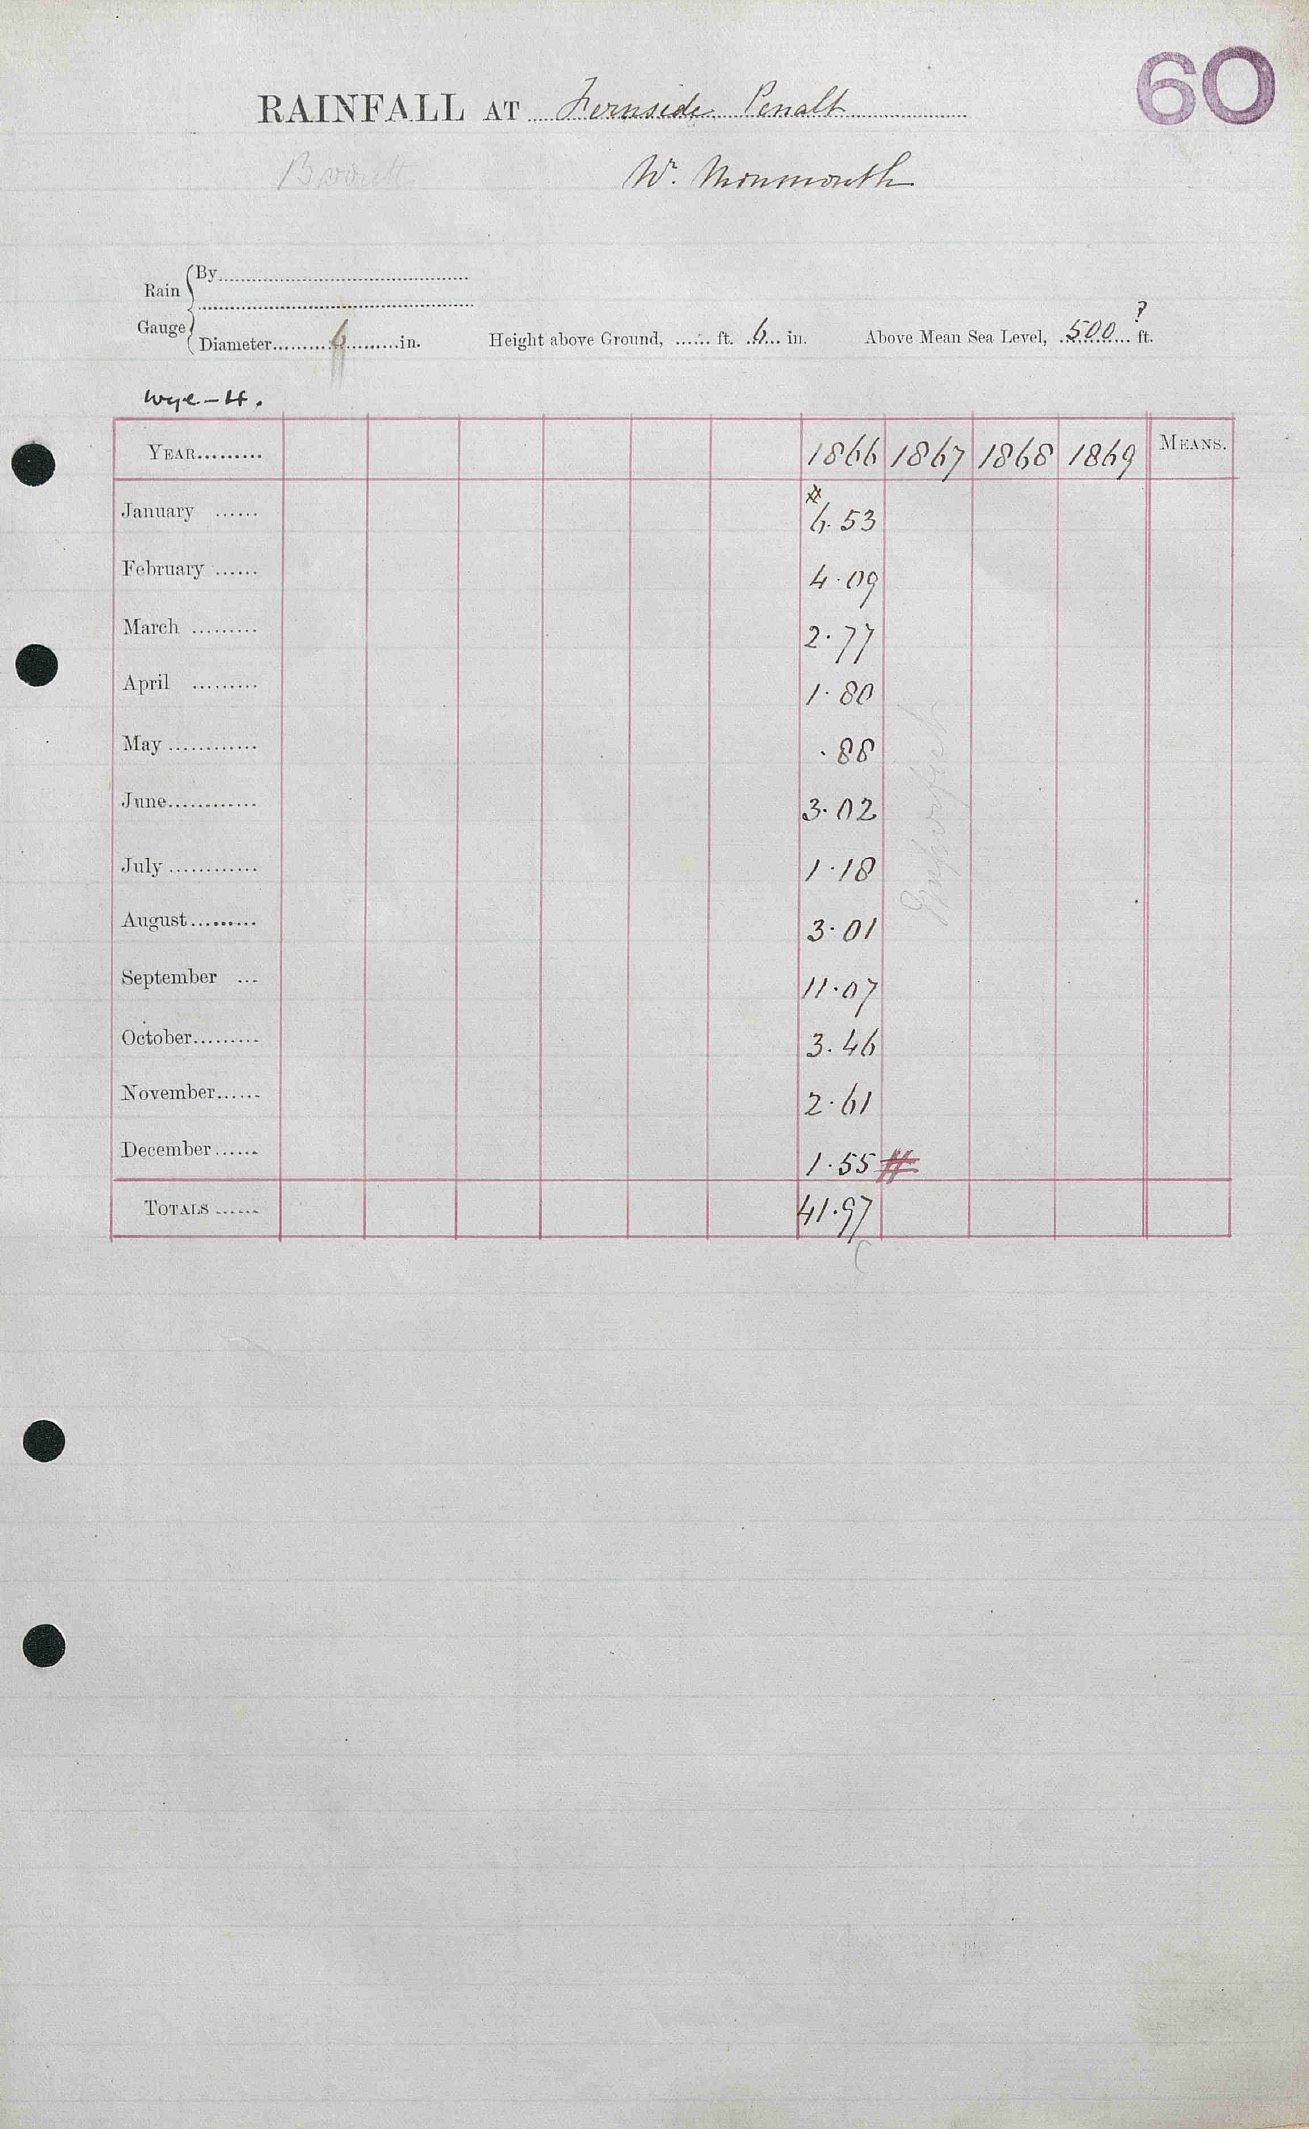 60
RAINFALL AT Fernside Penalt
Wr. Monmouth
Rain Gauge
By
Diameter 6 in. Height above Ground, ft. 6 in. Above Mean Sea Level, 500 ? ft.
Wye-4.
YEAR 1866 1867 1868 1869 MEANS.
January # 6.53
February 4.09
March 2.77
April 1.80
May .88
June 3.02
July 1.18
August 3.01
September 11.07
October 3.46
November 2.61
December 1.55 #
TOTALS 41.97
Imperfect